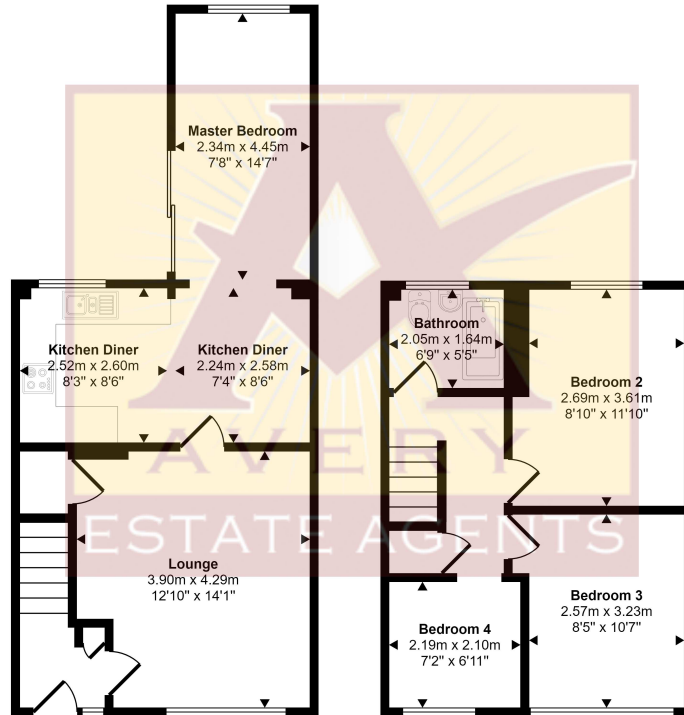 Master Bedroom
2.34m x 4.45m
7'8" x 14'7"
Kitchen Diner
2.52m x 2.60m
8'3" x 8'6"
Kitchen Diner
2.24m x 2.58m
7'4" x 8'6"
Bathroom
2.05m x 1.64m
6'9" x 5'5"
Bedroom 2
2.69m x 3.61m
8'10" x 11'10"
AVERY
ESTATE AGENTS
Lounge
3.90m x 4.29m
12'10" x 14'1"
Bedroom 4
2.19m x 2.10m
7'2" x 6'11"
Bedroom 3
2.57m x 3.23m
8'5" x 10'7"